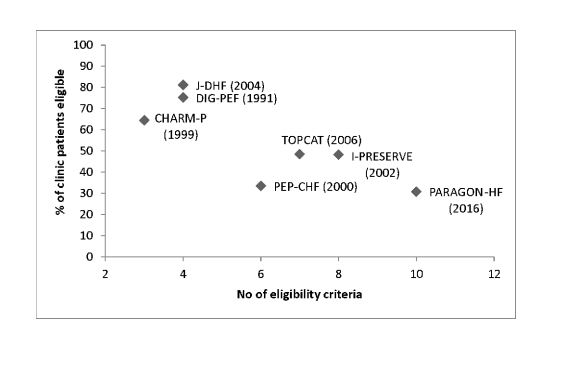 100
90
80
70
60
50
40
30
20
10
0
% of clinic patients eligible
J-DHF (2004)
DIG-PEF (1991)
CHARM-P
(1999)
TOPCAT (2006)
I-PRESERVE
(2002)
PEP-CHF (2000)
PARAGON-HF
(2016)
2 4 6 8 10 12
No of eligibility criteria